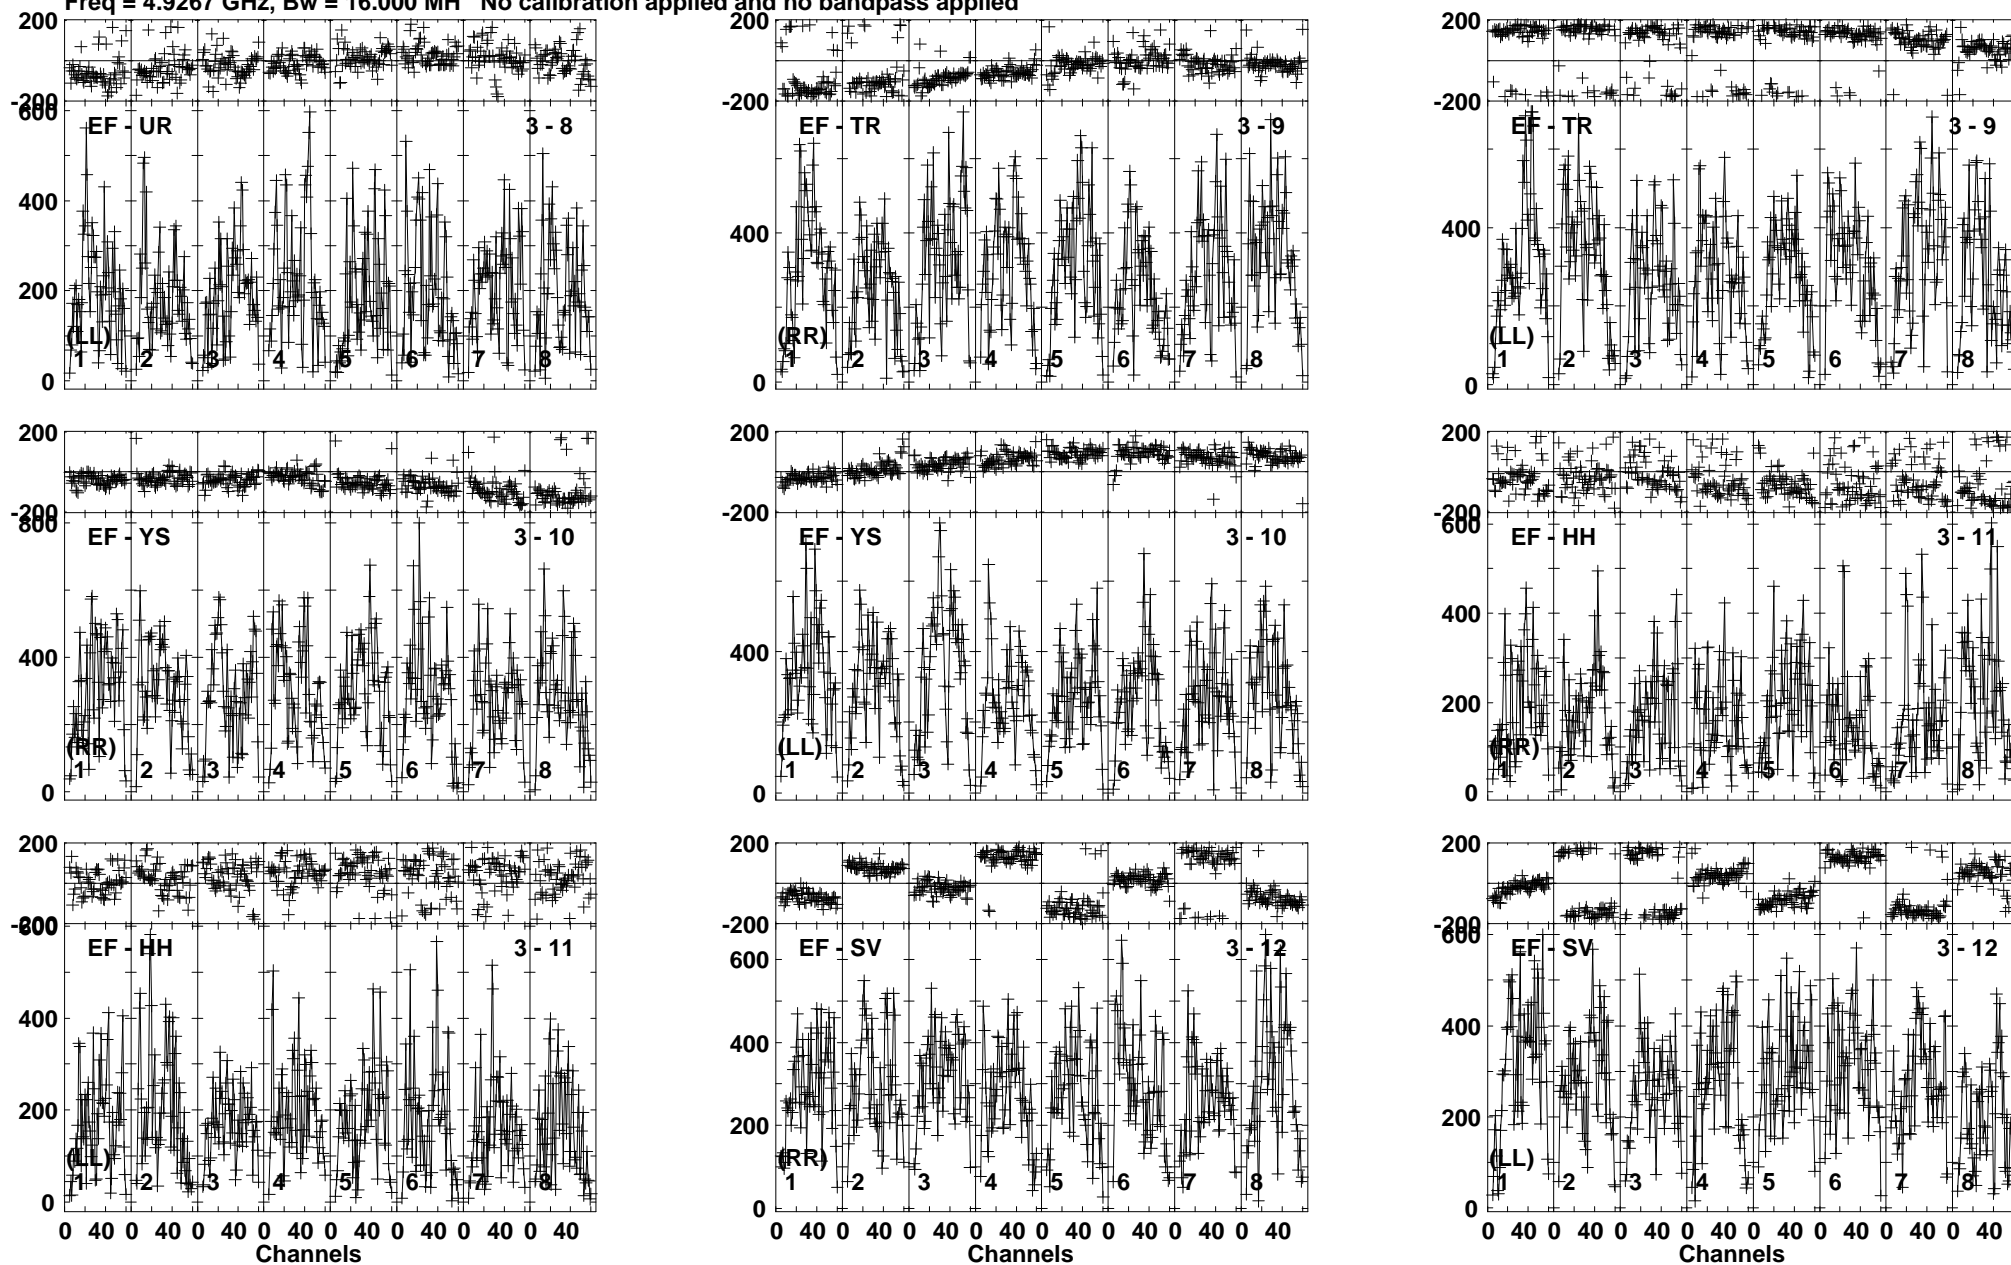 Freq = 4.9267 GHz, Bw = 16.000 MH No calibration applied and no bandpass applied
200 200 200
-200 -200 -200
600
EF - UR 3 - 8 EF - TR 3 - 9 EF - TR 3 - 9
400 400 400
200
(LL) (RR) (LL)
1 2 3 4 5 6 7 8 1 2 3 4 5 6 7 8 1 2 3 4 5 6 7 8
0 0 0
200 200 200
-200 -200 -200
800 600
EF - YS 3 - 10 EF - YS 3 - 10 EF - HH 3 - 11
400 400 400
200
(RR) (LL) (RR)
1 2 3 4 5 6 7 8 1 2 3 4 5 6 7 8 1 2 3 4 5 6 7 8
0 0 0
200 200 200
-200 -200 -200
600 600
EF - HH 3 - 11 EF - SV 3 - 12 EF - SV 3 - 12
600
400 400 400
200 200 200
(LL) (RR) (LL)
1 2 3 4 5 6 7 8 1 2 3 4 5 6 7 8 1 2 3 4 5 6 7 8
0 0 0
0 40 0 40 0 40 0 40 0 40 0 40 0 40 0 40 0 40 0 40 0 40 0 40 0 40 0 40 0 40 0 40 0 40 0 40 0 40 0 40 0 40 0 40 0 40 0 40
Channels Channels Channels